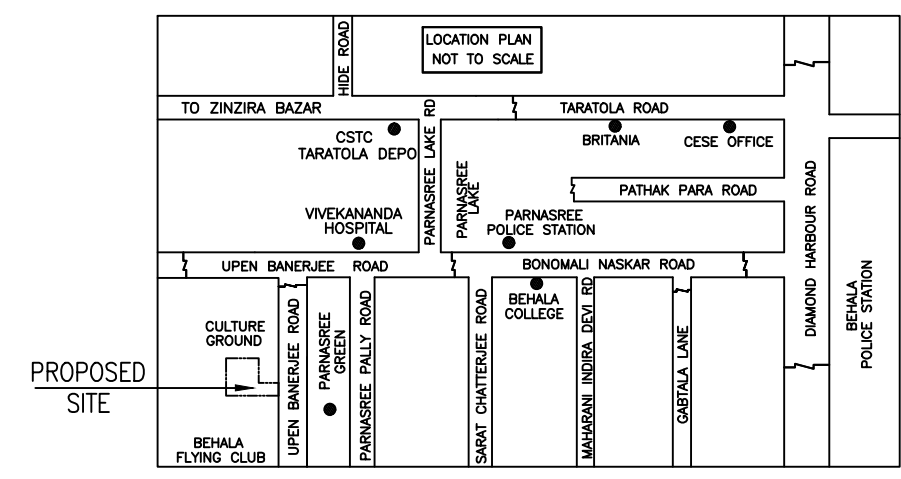 LOCATION PLAN
NOT TO SCALE
HIDE ROAD
TO ZINZIRA BAZAR
TARATOLA ROAD
CSTC
TARATOLA DEPO
PARNASREE LAKE RD
BRITANIA
CESE OFFICE
PARNASREE
LAKE
PATHAK PARA ROAD
VIVEKANANDA
HOSPITAL
PARNASREE
POLICE STATION
DIAMOND HARBOUR ROAD
UPEN BANERJEE ROAD
BONOMALI NASKAR ROAD
BEHALA
POLICE STATION
BEHALA
COLLEGE
CULTURE
GROUND
UPEN BANERJEE ROAD
PARNASREE
GREEN
PARNASREE PALLY ROAD
SARAT CHATTERJEE ROAD
MAHARANI INDIRA DEVI RD
GABTALA LANE
PROPOSED
SITE
BEHALA
FLYING CLUB